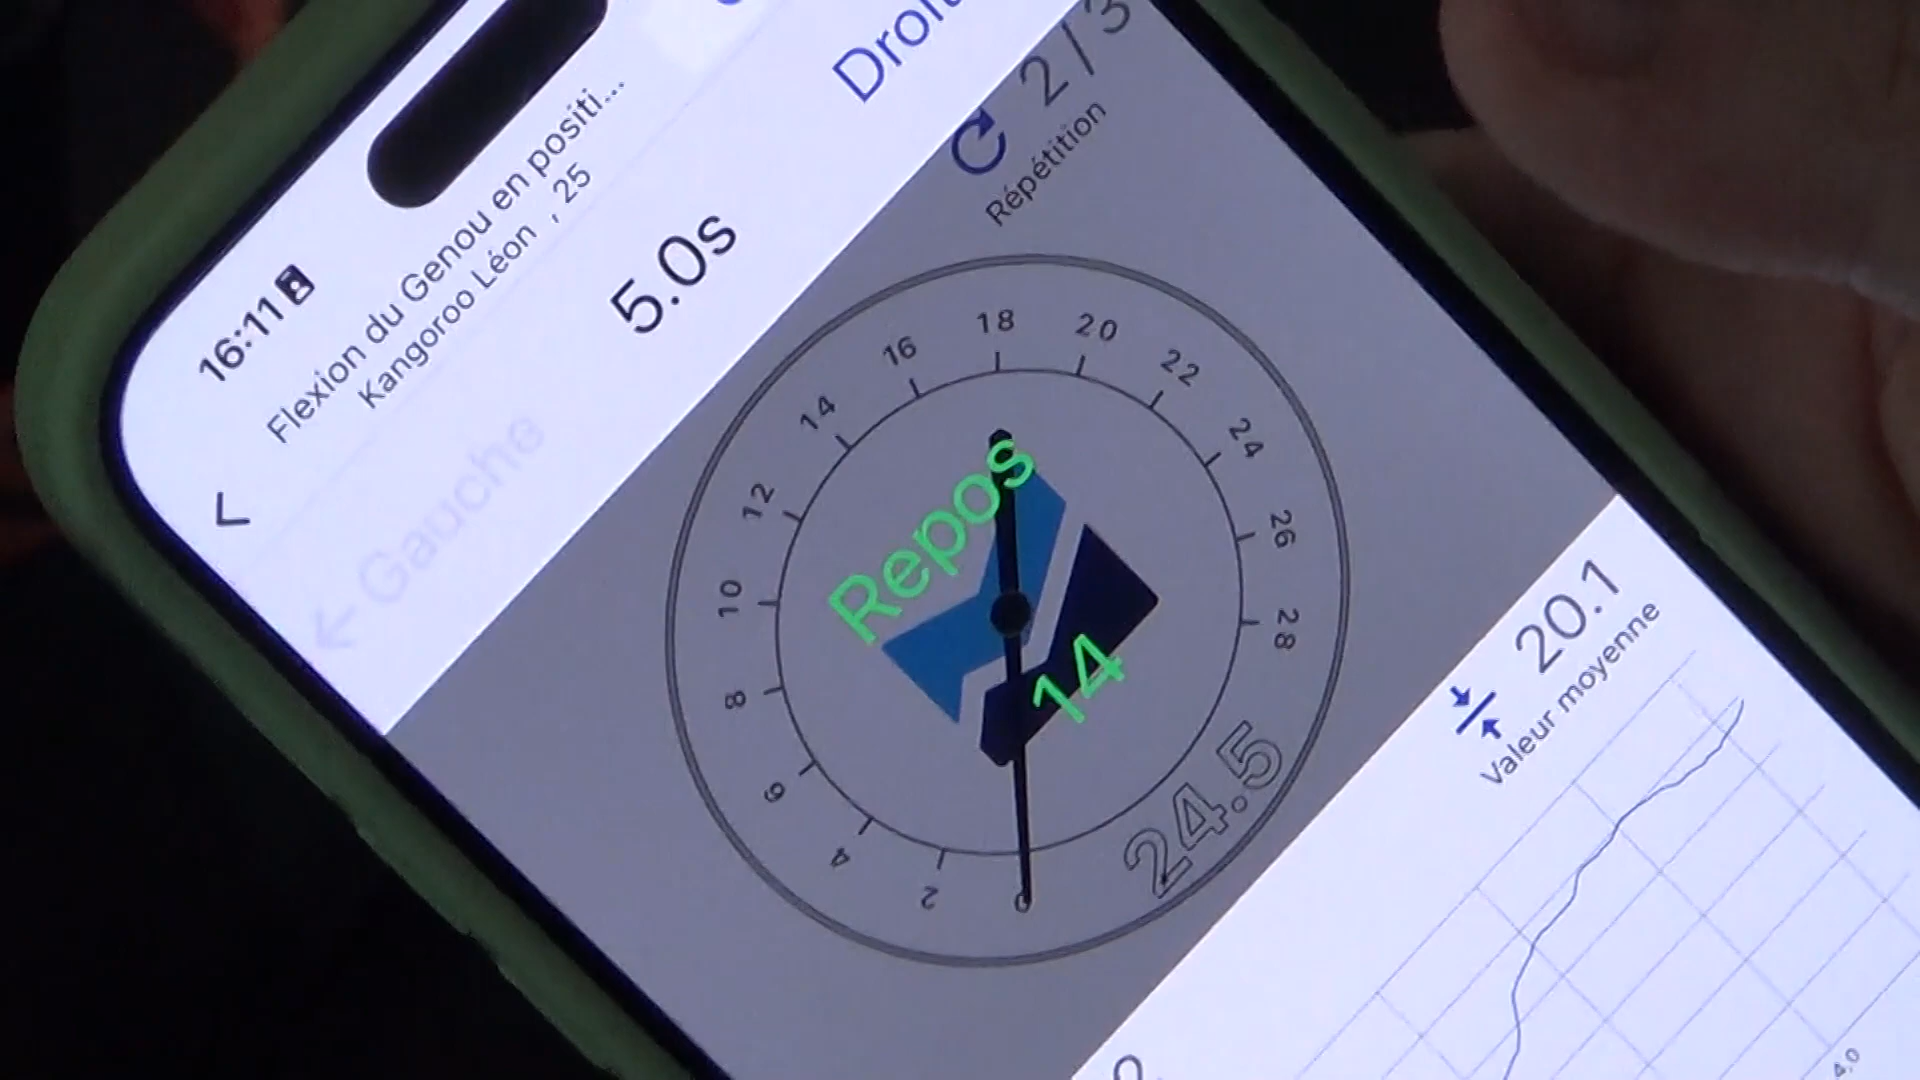 16:11
Flexion du Genou en positi...
Kangoroo Léon , 25
<
← Gauche
5.0s
Droit
2/3
Répétition
0
2
4
6
8
10
12
14
16
18
20
22
24
26
28
Repos
14
24.5
20.1
Valeur moyenne
4,0